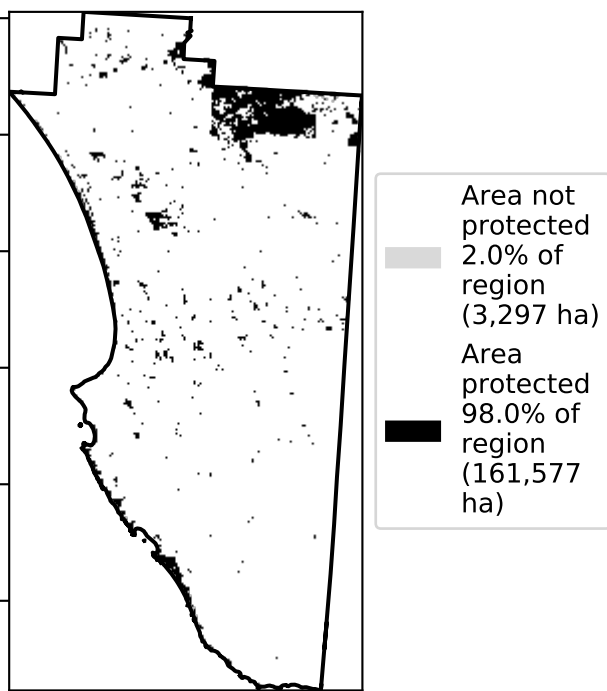 Area not
protected
2.0% of
region
(3,297 ha)
Area
protected
98.0% of
region
(161,577
ha)